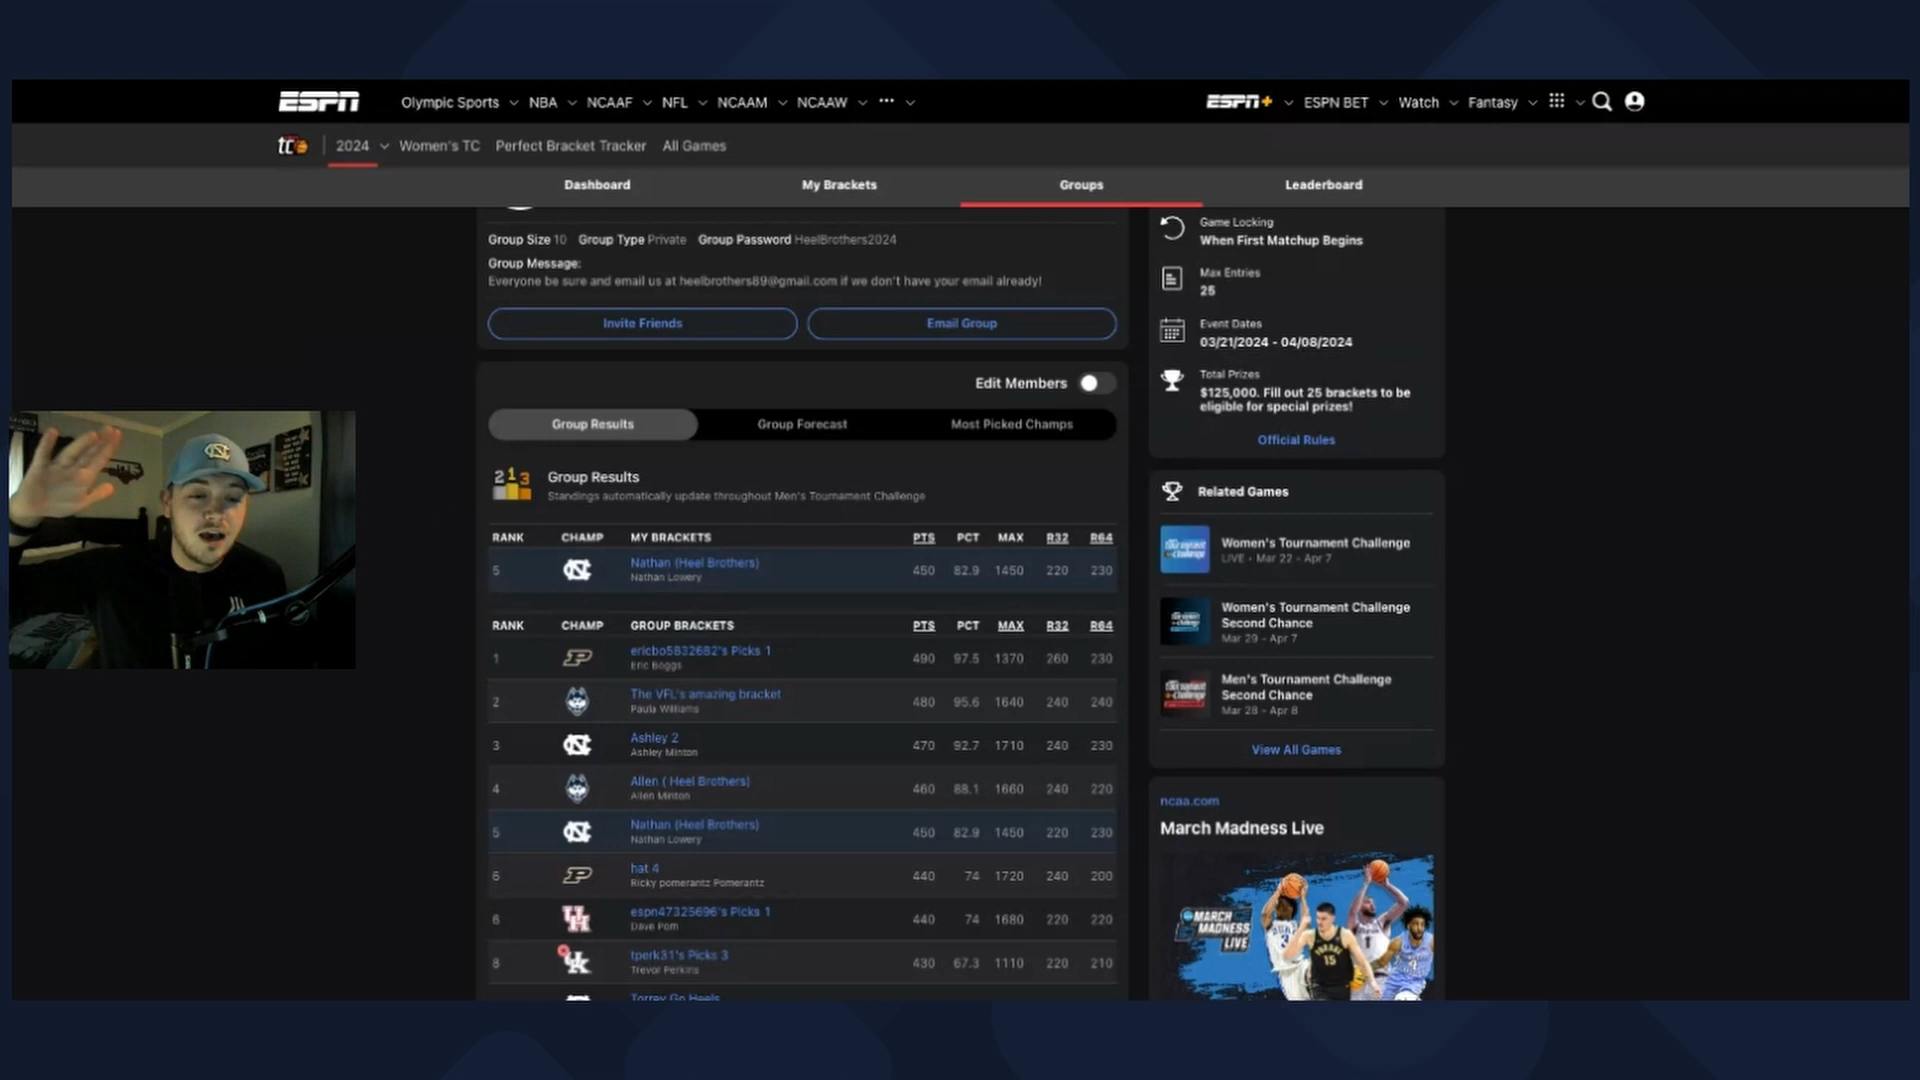 ESPN Olympic Sports NBA NCAAF NFL NCAAM NCAAW ••• ESPN+ ESPN BET Watch Fantasy
tc 2024 Women's TC Perfect Bracket Tracker All Games
Dashboard My Brackets Groups Leaderboard
Group Size 10 Group Type Private Group Password HeelBrothers2024
Group Message:
Everyone be sure and email us at heelbrothers89@gmail.com if we don't have your email already!
Invite Friends Email Group
Edit Members
Group Results Group Forecast Most Picked Champs
2 1 3 Group Results
Standings automatically update throughout Men's Tournament Challenge
RANK CHAMP MY BRACKETS PTS PCT MAX R32 R64
5 NC Nathan (Heel Brothers) 450 82.9 1450 220 230
Nathan Lowery
RANK CHAMP GROUP BRACKETS PTS PCT MAX R32 R64
1 P ericbo5832682's Picks 1 490 97.5 1370 260 230
Eric Boggs
2 The VFL's amazing bracket 480 95.6 1640 240 240
Paula Williams
3 NC Ashley 2 470 92.7 1710 240 230
Ashley Minton
4 Allen ( Heel Brothers) 460 88.1 1660 240 220
Allen Minton
5 NC Nathan (Heel Brothers) 450 82.9 1450 220 230
Nathan Lowery
6 P hat 4 440 74 1720 240 200
Ricky pomerantz Pomerantz
6 UH espn47325696's Picks 1 440 74 1680 220 220
Dave Pom
8 UK tperk31's Picks 3 430 67.3 1110 220 210
Trevor Perkins
Torrey Go Heels
Game Locking
When First Matchup Begins
Max Entries
25
Event Dates
03/21/2024 - 04/08/2024
Total Prizes
$125,000. Fill out 25 brackets to be
eligible for special prizes!
Official Rules
Related Games
Women's Tournament Challenge
LIVE • Mar 22 - Apr 7
Women's Tournament Challenge
Second Chance
Mar 29 - Apr 7
Men's Tournament Challenge
Second Chance
Mar 28 - Apr 8
View All Games
ncaa.com
March Madness Live
MARCH
MADNESS
LIVE
15